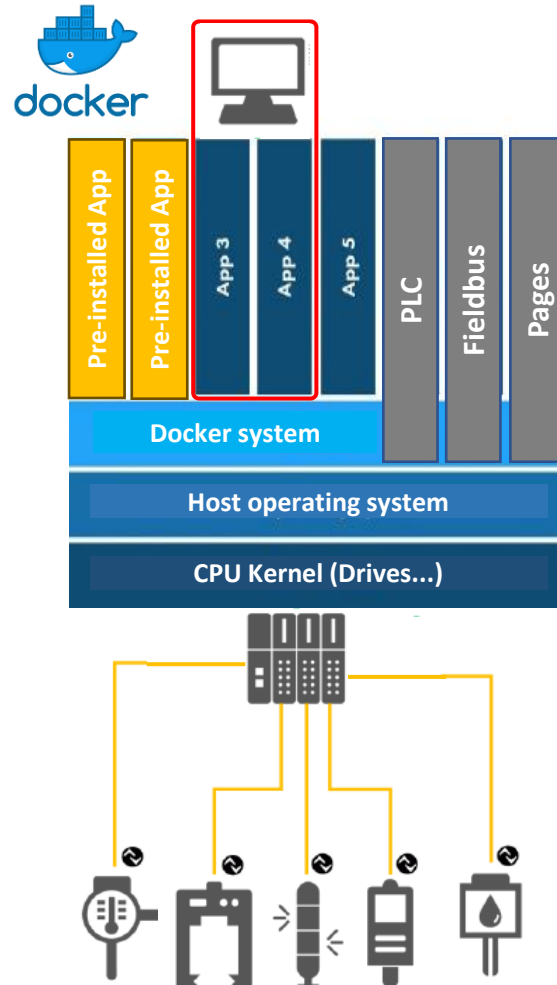 docker
Pre-installed App
Pre-installed App
App 3
App 4
App 5
PLC
Fieldbus
Pages
Docker system
Host operating system
CPU Kernel (Drives...)